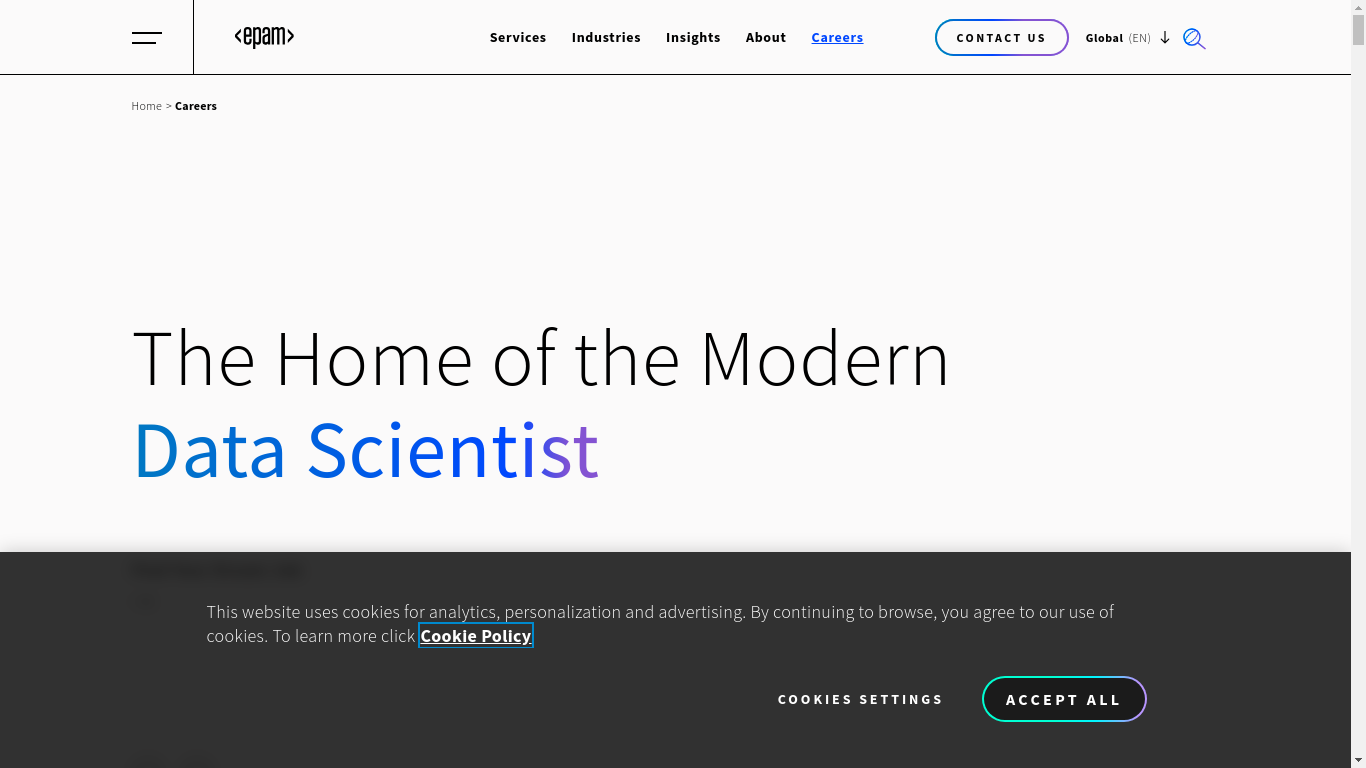 <epam>
Services Industries Insights About Careers
CONTACT US
Global (EN)
Home > Careers
The Home of the Modern
Data Scientist
This website uses cookies for analytics, personalization and advertising. By continuing to browse, you agree to our use of
cookies. To learn more click Cookie Policy
COOKIES SETTINGS
ACCEPT ALL